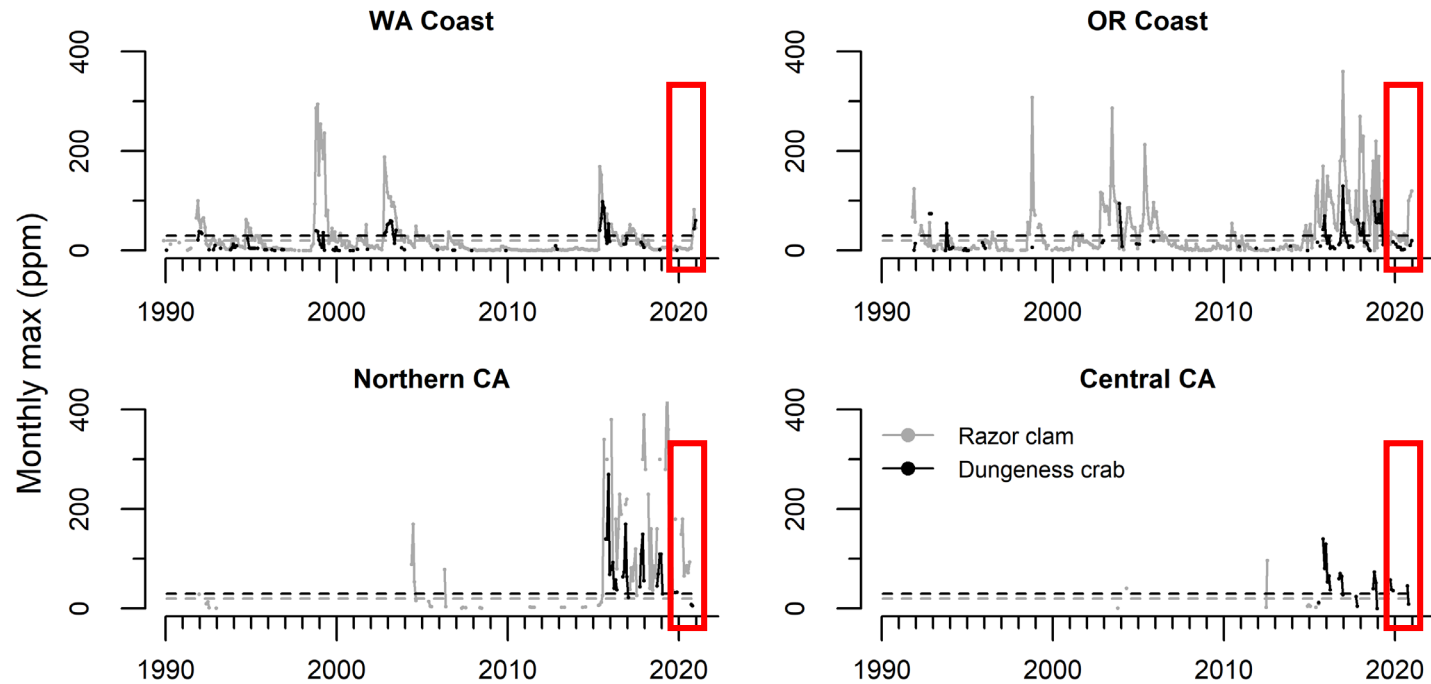 WA Coast
OR Coast
Monthly max (ppm)
400
200
0
1990 2000 2010 2020
400
200
0
1990 2000 2010 2020
Northern CA
Central CA
400
200
0
1990 2000 2010 2020
400
200
0
Razor clam
Dungeness crab
1990 2000 2010 2020